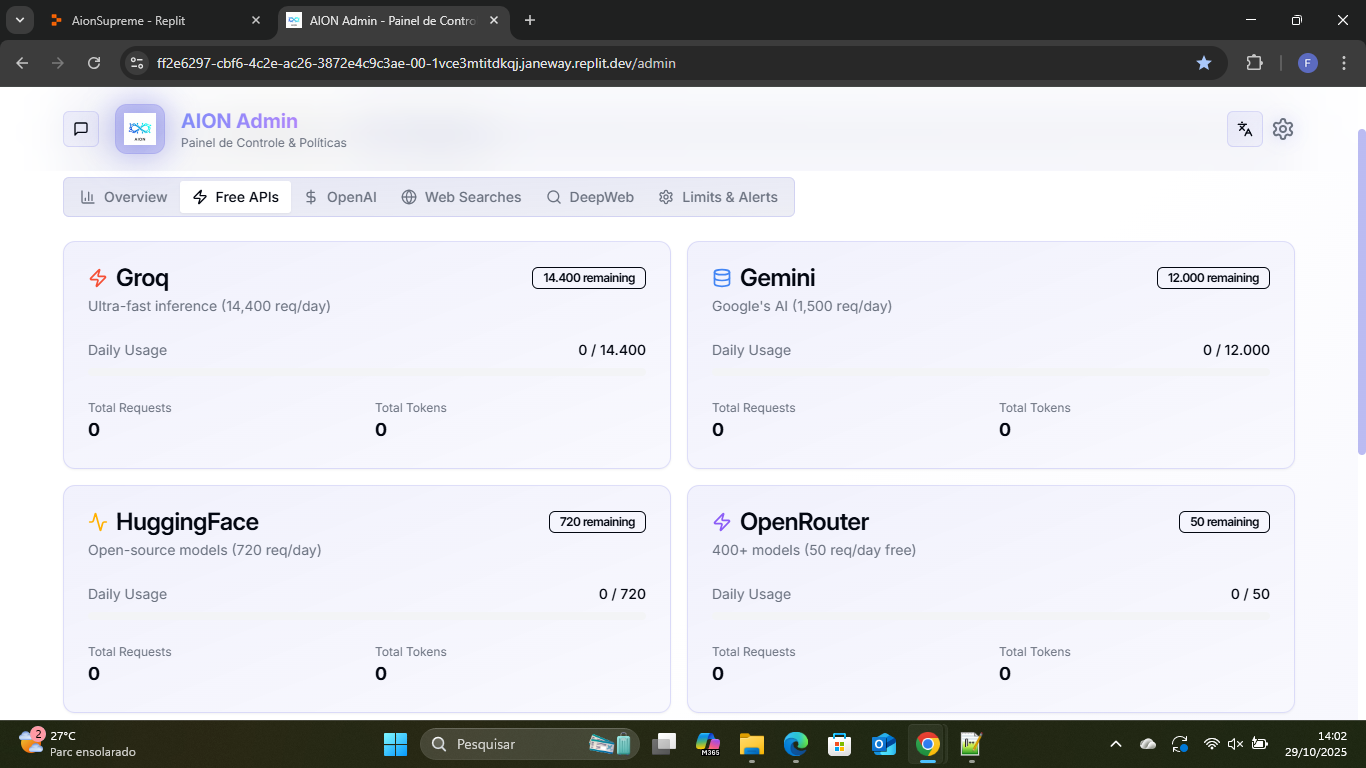 AionSupreme - Replit
AION Admin - Painel de Contro
ff2e6297-cbf6-4c2e-ac26-3872e4c9c3ae-00-1vce3mtitdkqj.janeway.replit.dev/admin
F
AION
AION Admin
Painel de Controle & Políticas
Overview
Free APIs
OpenAI
Web Searches
DeepWeb
Limits & Alerts
Groq
14.400 remaining
Ultra-fast inference (14,400 req/day)
Daily Usage
0 / 14.400
Total Requests
Total Tokens
0
0
Gemini
12.000 remaining
Google's AI (1,500 req/day)
Daily Usage
0 / 12.000
Total Requests
Total Tokens
0
0
HuggingFace
720 remaining
Open-source models (720 req/day)
Daily Usage
0 / 720
Total Requests
Total Tokens
0
0
OpenRouter
50 remaining
400+ models (50 req/day free)
Daily Usage
0 / 50
Total Requests
Total Tokens
0
0
2
27°C
Parc ensolarado
Pesquisar
M365
14:02
29/10/2025